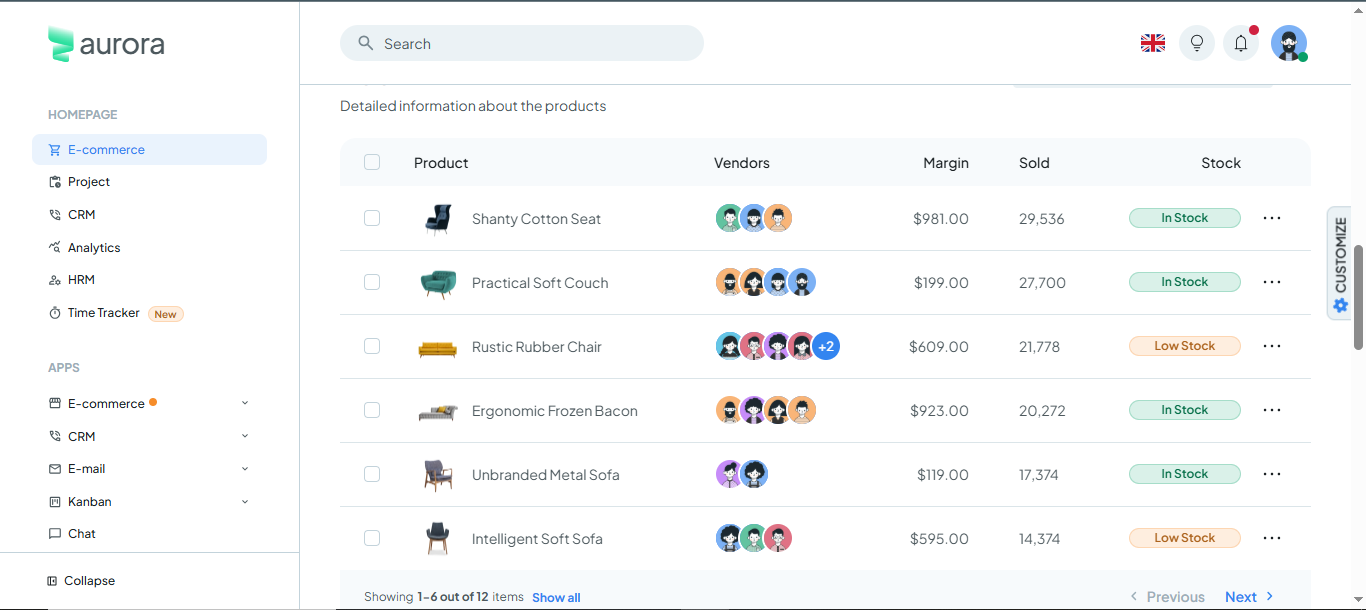 aurora
Search
HOMEPAGE
E-commerce
Project
CRM
Analytics
HRM
Time Tracker New
APPS
E-commerce
CRM
E-mail
Kanban
Chat
Collapse
Detailed information about the products
Product Vendors Margin Sold Stock
Shanty Cotton Seat $981.00 29,536 In Stock
Practical Soft Couch $199.00 27,700 In Stock
Rustic Rubber Chair +2 $609.00 21,778 Low Stock
Ergonomic Frozen Bacon $923.00 20,272 In Stock
Unbranded Metal Sofa $119.00 17,374 In Stock
Intelligent Soft Sofa $595.00 14,374 Low Stock
Showing 1-6 out of 12 items Show all Previous Next
CUSTOMIZE